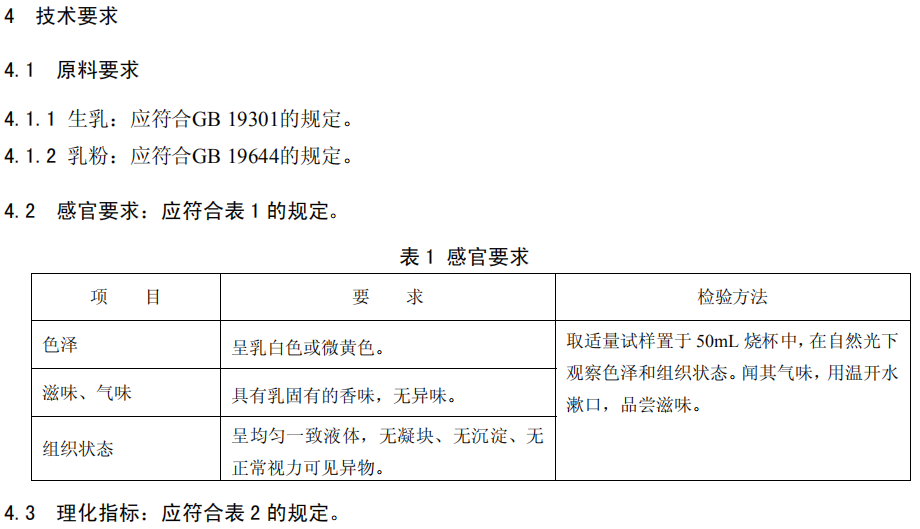 4 技术要求
4.1 原料要求
4.1.1 生乳：应符合GB 19301的规定。
4.1.2 乳粉：应符合GB 19644的规定。
4.2 感官要求：应符合表1的规定。
表1 感官要求
项 目 要 求 检验方法
色泽 呈乳白色或微黄色。
取适量试样置于 50mL 烧杯中，在自然光下
观察色泽和组织状态。闻其气味，用温开水
漱口，品尝滋味。
滋味、气味 具有乳固有的香味，无异味。
组织状态
呈均匀一致液体，无凝块、无沉淀、无
正常视力可见异物。
4.3 理化指标：应符合表2的规定。